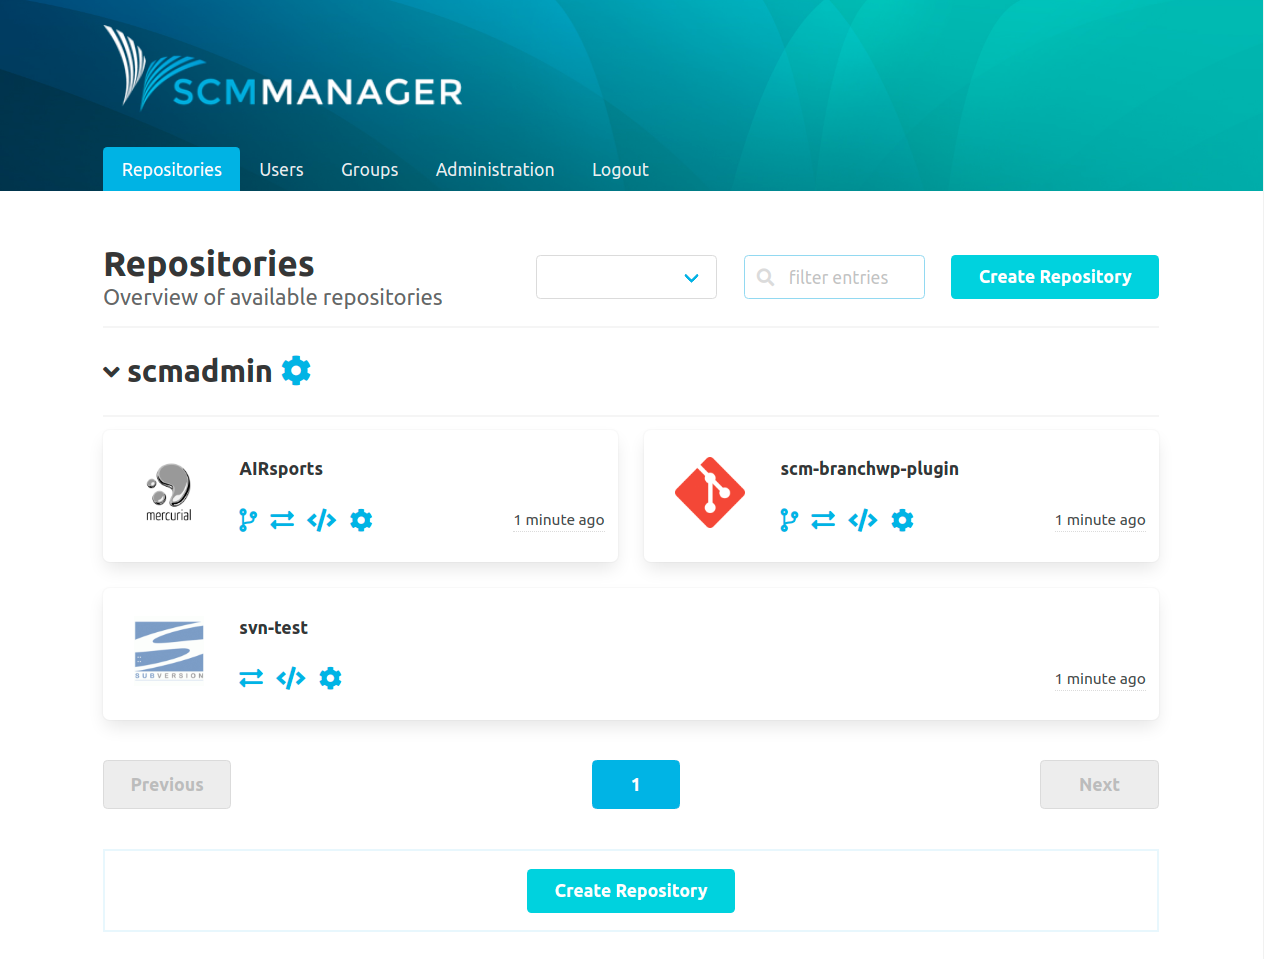 SCMMANAGER
Repositories Users Groups Administration Logout
Repositories
Overview of available repositories
filter entries
Create Repository
scmadmin
AIRsports
mercurial
1 minute ago
scm-branchwp-plugin
1 minute ago
svn-test
SUBVERSION
1 minute ago
Previous
1
Next
Create Repository